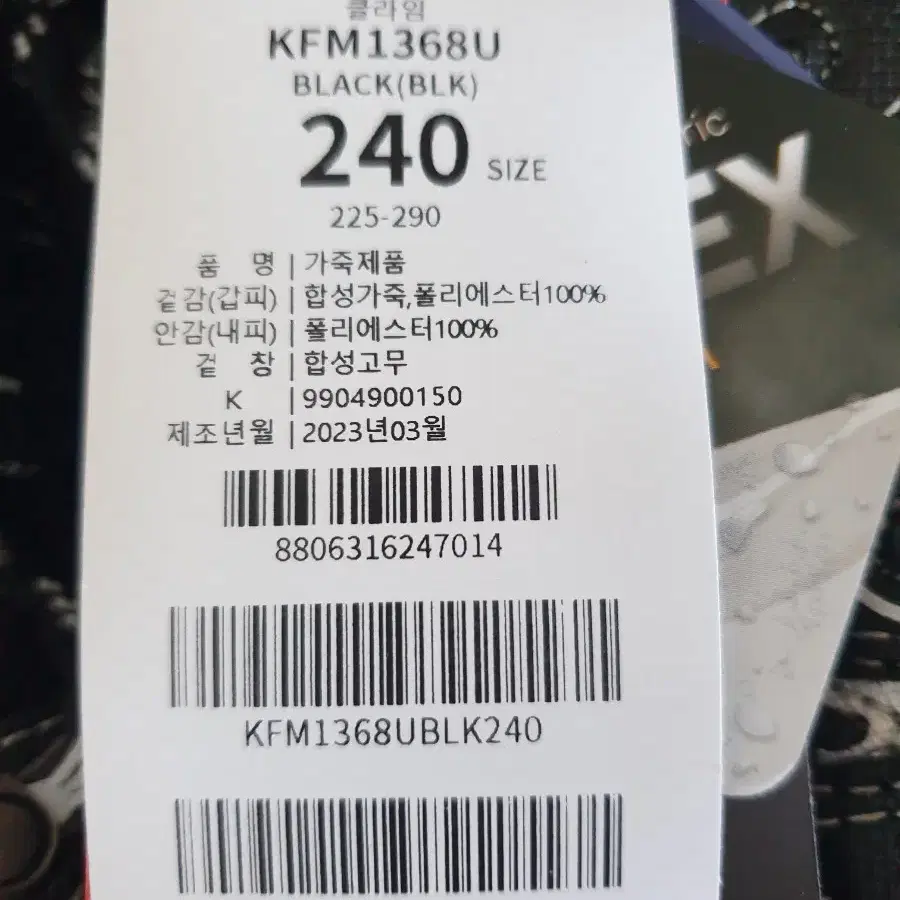 클라임
KFM1368U
BLACK(BLK)
240 SIZE
225-290
품 명 | 가죽제품
겉감(갑피) | 합성가죽,폴리에스터100%
안감(내피) | 폴리에스터100%
겉 창 | 합성고무
K | 9904900150
제조년월 | 2023년03월
8806316247014
KFM1368UBLK240
ric
EX